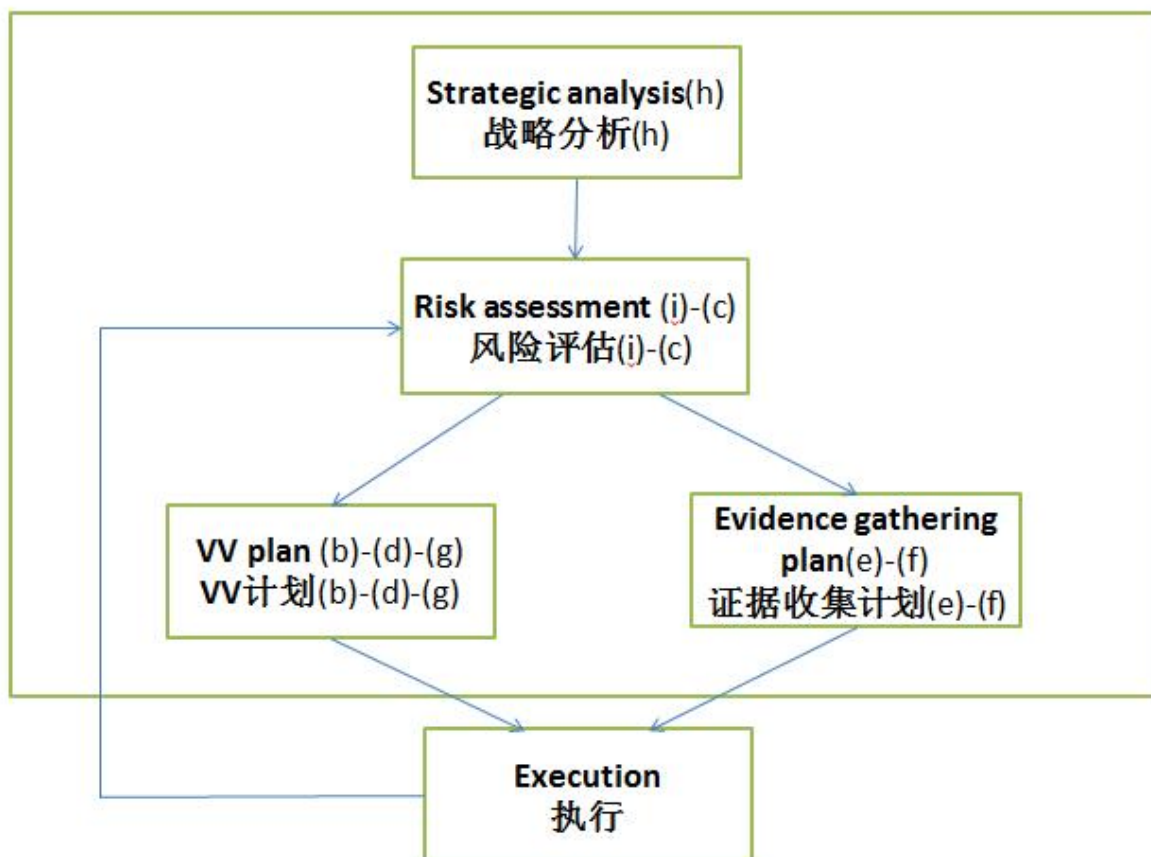 Strategic analysis(h)
战略分析(h)
Risk assessment (i)-(c)
风险评估(i)-(c)
VV plan (b)-(d)-(g)
VV计划(b)-(d)-(g)
Evidence gathering
plan(e)-(f)
证据收集计划(e)-(f)
Execution
执行